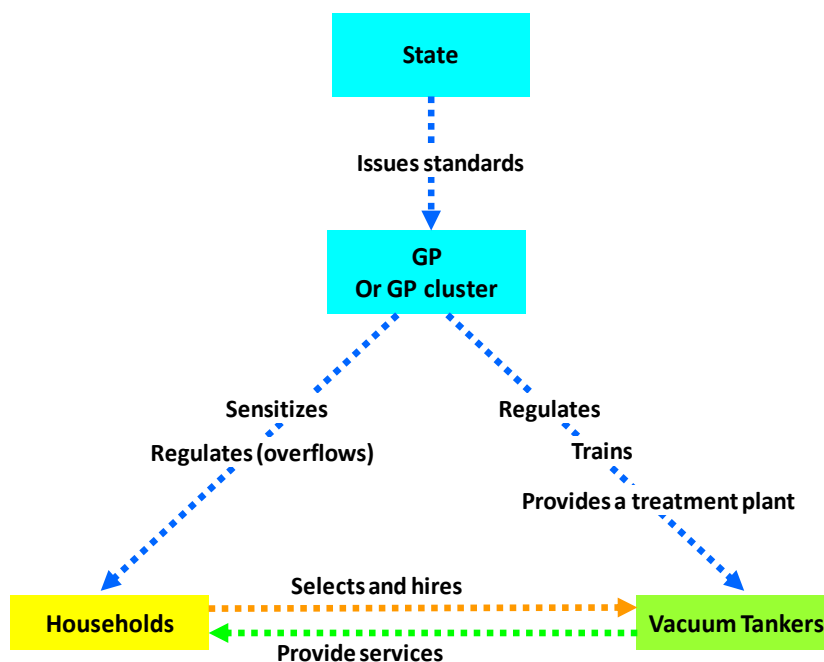 State
Issues standards
GP
Or GP cluster
Sensitizes
Regulates
Regulates (overflows)
Trains
Provides a treatment plant
Selects and hires
Households
Vacuum Tankers
Provide services